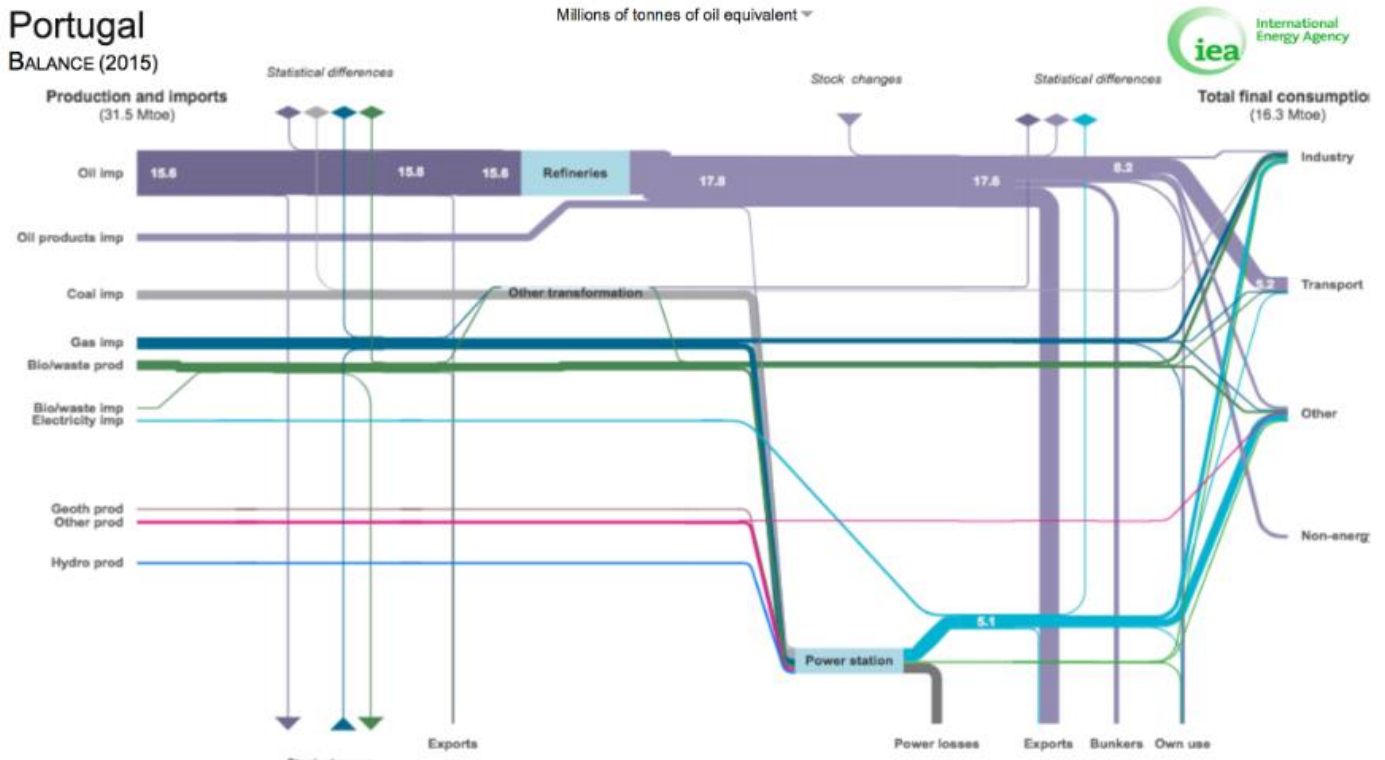 Portugal
BALANCE (2015)
Millions of tonnes of oil equivalent
iea
International
Energy Agency
Statistical differences
Stock changes
Statistical differences
Production and imports
(31.5 Mtoe)
Total final consumptio
(16.3 Mtoe)
Oil imp
15.6
15.8
15.6
Refineries
17.8
17.6
8.2
Industry
Oil products imp
Coal imp
Other transformation
Transport
Gas imp
Bio/waste prod
Bio/waste imp
Electricity imp
Other
Geoth prod
Other prod
Non-energ
Hydro prod
5.1
Power station
Exports
Power losses
Exports
Bunkers
Own use